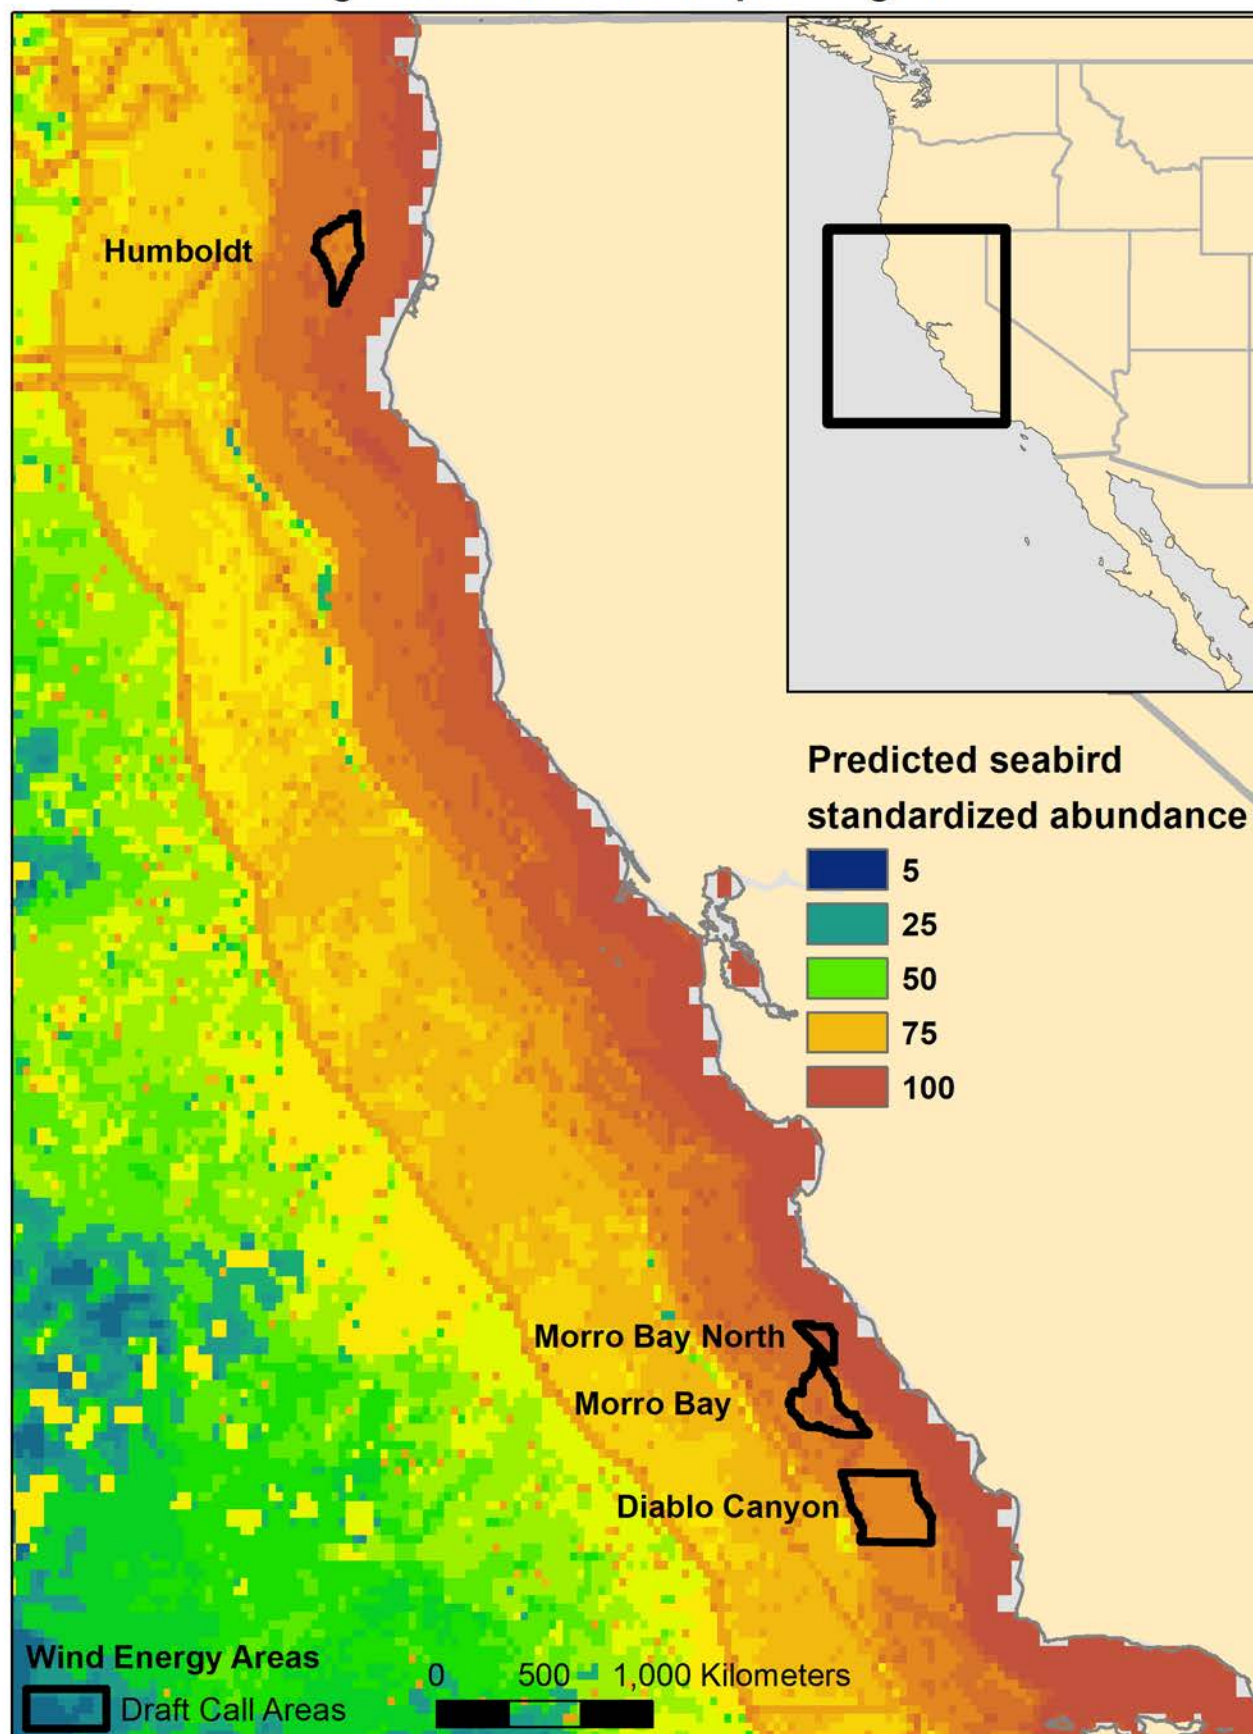 Humboldt
Predicted seabird
standardized abundance
5
25
50
75
100
Morro Bay North
Morro Bay
Diablo Canyon
Wind Energy Areas
Draft Call Areas
0 500 1,000 Kilometers